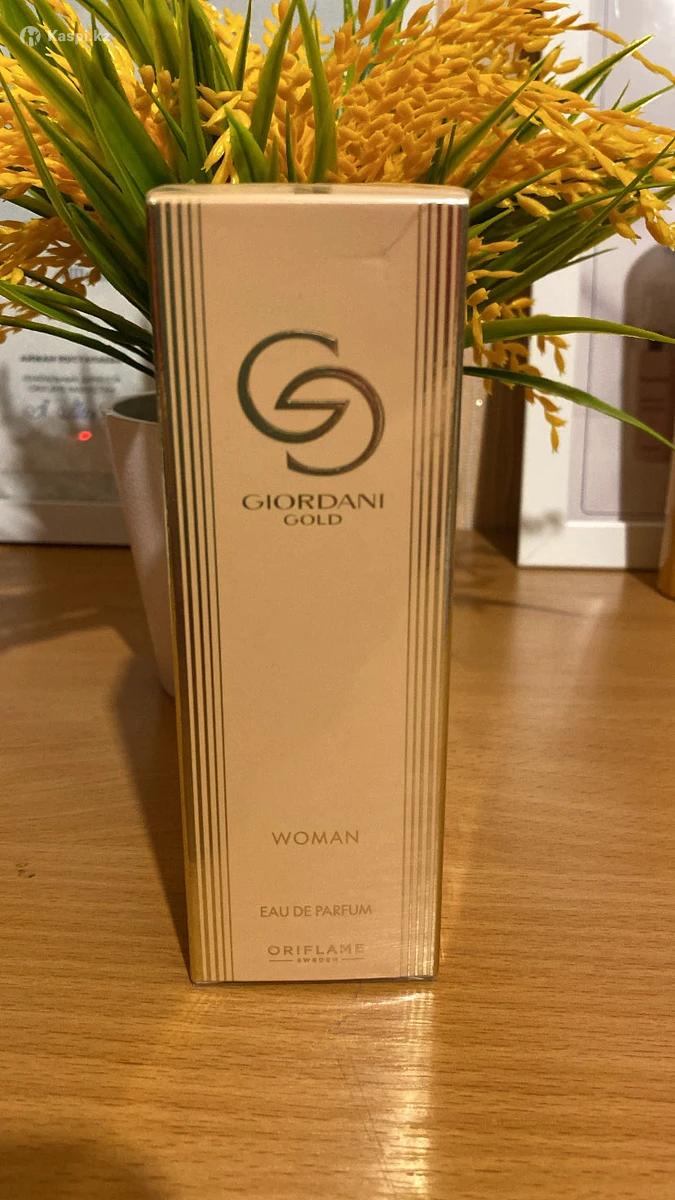 Kaspi.kz
GIORDANI
GOLD
WOMAN
EAU DE PARFUM
ORIFLAME
SWEDEN